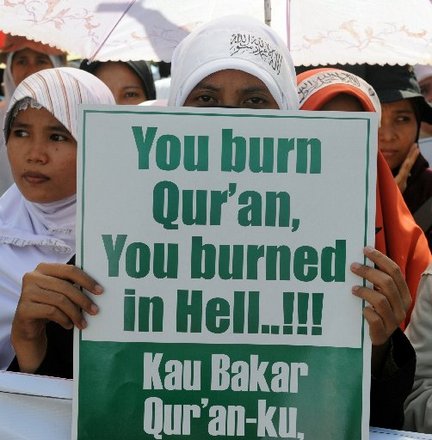 You burn
Qur'an,
You burned
in Hell..!!!
Kau Bakar
Qur'an-ku,